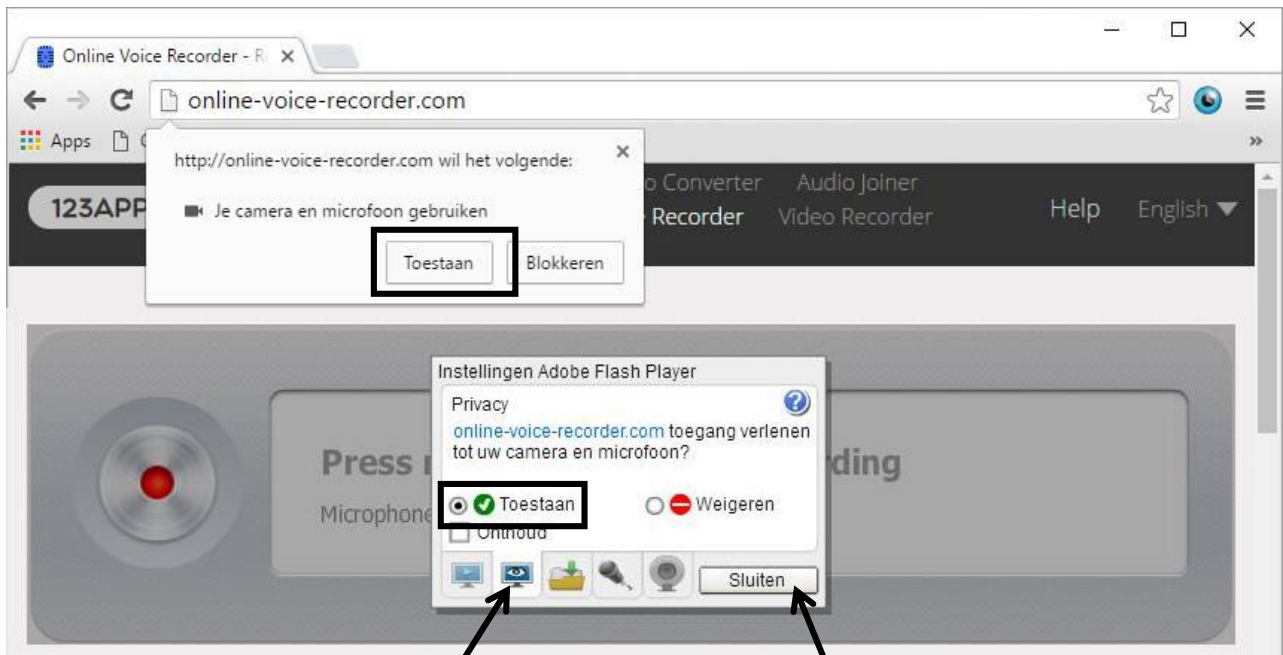 Online Voice Recorder - R
online-voice-recorder.com
Apps
http://online-voice-recorder.com wil het volgende:
Je camera en microfoon gebruiken
Toestaan Blokkeren
123APP
o Converter Audio Joiner
Recorder Video Recorder
Help English
Instellingen Adobe Flash Player
Privacy
online-voice-recorder.com toegang verlenen
tot uw camera en microfoon?
Toestaan Weigeren
Onthoud
Sluiten
Press
ding
Microphone